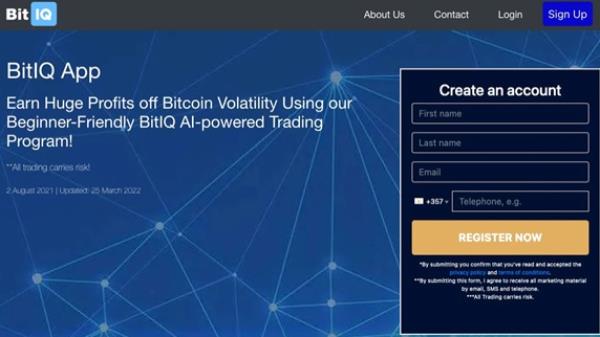 Bit IQ
About Us Contact Login Sign Up
BitIQ App
Earn Huge Profits off Bitcoin Volatility Using our
Beginner-Friendly BitIQ AI-powered Trading
Program!
**All trading carries risk!
2 August 2021 | Updated: 25 March 2022
Create an account
First name
Last name
Email
+357 Telephone, e.g.
REGISTER NOW
*By submitting you confirm that you've read and accepted the
privacy policy and terms of conditions.
**By submitting this form, I agree to receive all marketing material
by email, SMS and telephone.
***All Trading carries risk.